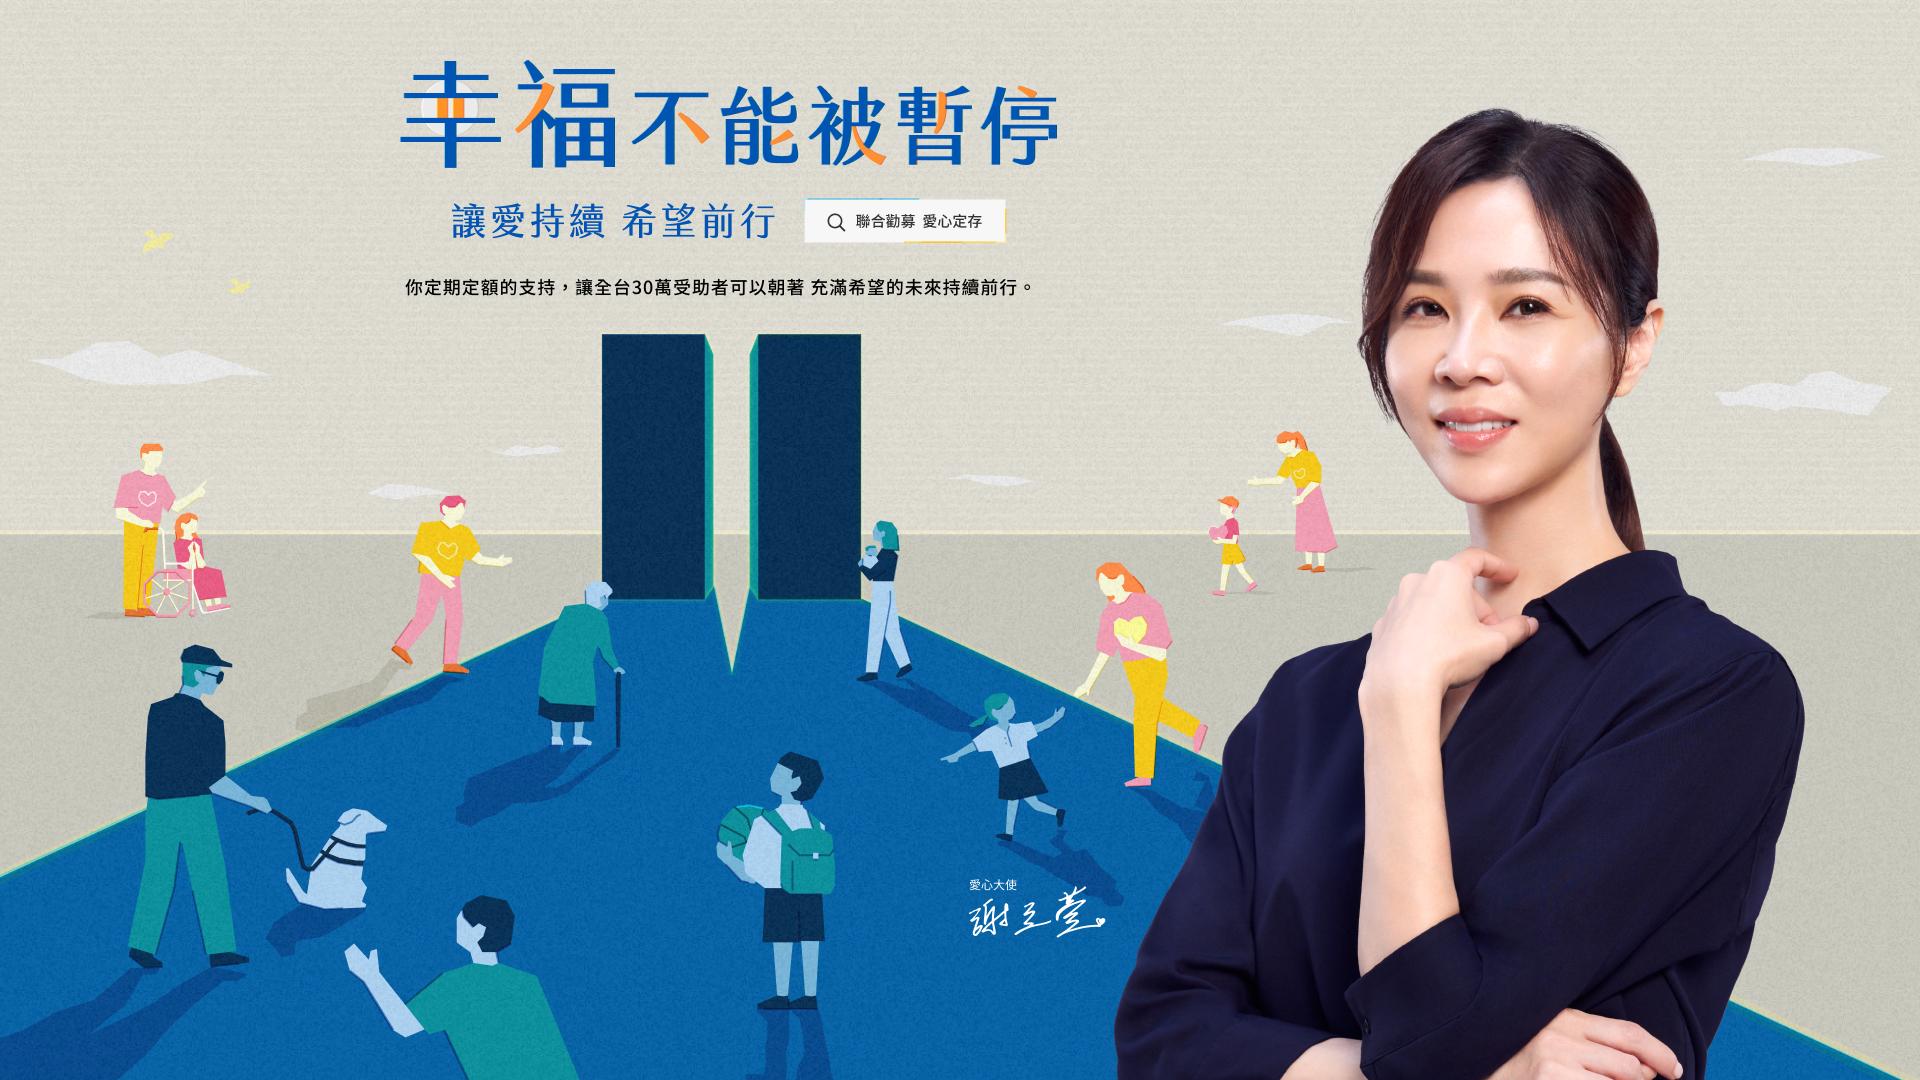 幸福不能被暫停
讓愛持續 希望前行
聯合勸募 愛心定存
你定期定額的支持，讓全台30萬受助者可以朝著 充滿希望的未來持續前行。
愛心大使
謝立萱